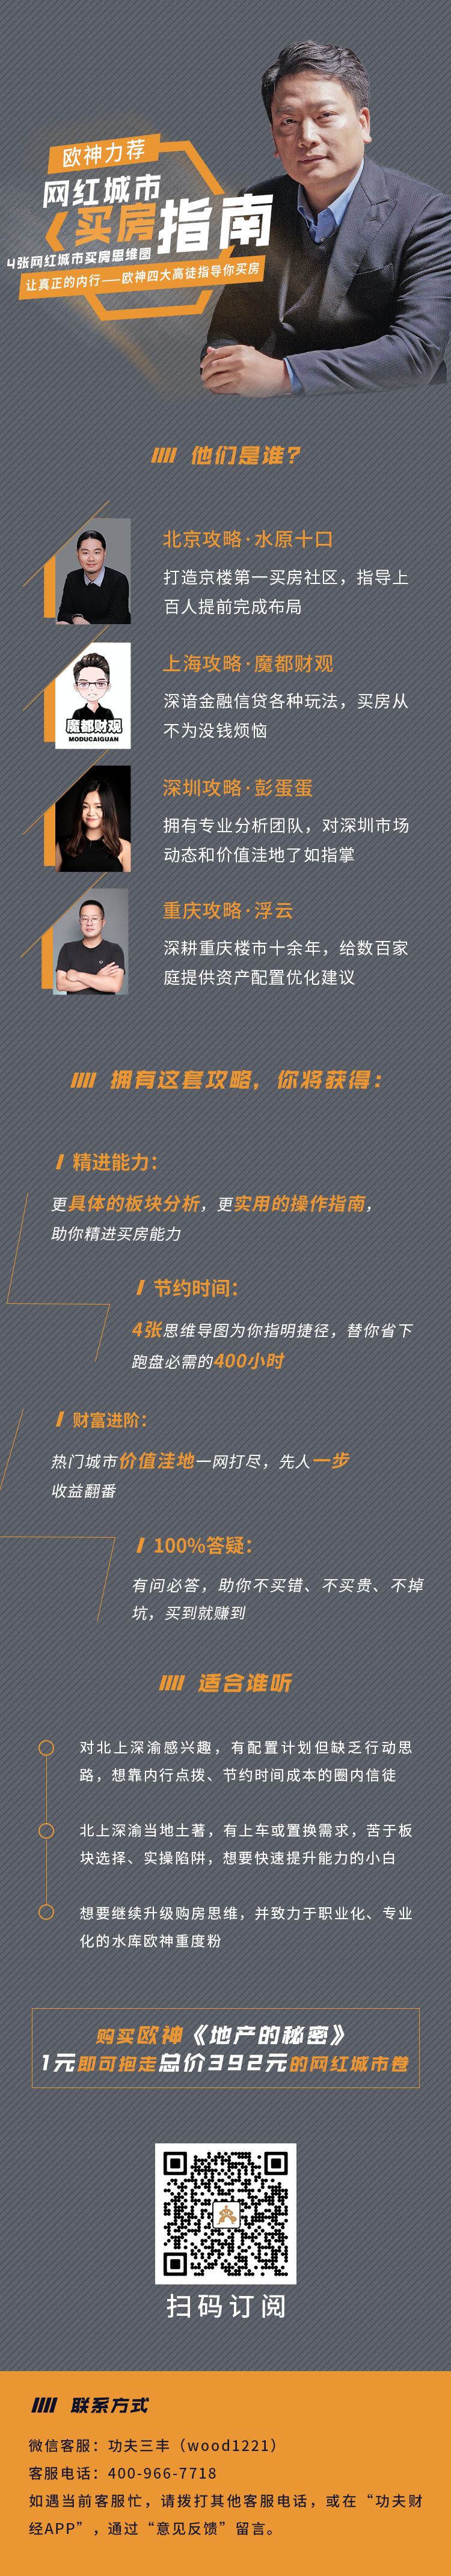 欧神力荐
网红城市
买房指南
4张网红城市买房思维图
让真正的内行——欧神四大高徒指导你买房
他们是谁?
北京攻略·水原十口
打造京楼第一买房社区，指导上
百人提前完成布局
魔都财观
MODUCAIGUAN
上海攻略·魔都财观
深谙金融信贷各种玩法，买房从
不为没钱烦恼
深圳攻略·彭蛋蛋
拥有专业分析团队，对深圳市场
动态和价值洼地了如指掌
重庆攻略·浮云
深耕重庆楼市十余年，给数百家
庭提供资产配置优化建议
拥有这套攻略，你将获得：
精进能力：
更具体的板块分析，更实用的操作指南，
助你精进买房能力
节约时间：
4张思维导图为你指明捷径，替你省下
跑盘必需的400小时
财富进阶：
热门城市价值洼地一网打尽，先人一步
收益翻番
100%答疑：
有问必答，助你不买错、不买贵、不掉
坑，买到就赚到
适合谁听
对北上深渝感兴趣，有配置计划但缺乏行动思
路，想靠内行点拨、节约时间成本的圈内信徒
北上深渝当地土著，有上车或置换需求，苦于板
块选择、实操陷阱，想要快速提升能力的小白
想要继续升级购房思维，并致力于职业化、专业
化的水库欧神重度粉
购买欧神《地产的秘密》
1元即可抱走总价392元的网红城市卷
扫码订阅
联系方式
微信客服：功夫三丰（wood1221）
客服电话：400-966-7718
如遇当前客服忙，请拨打其他客服电话，或在“功夫财
经APP”，通过“意见反馈”留言。